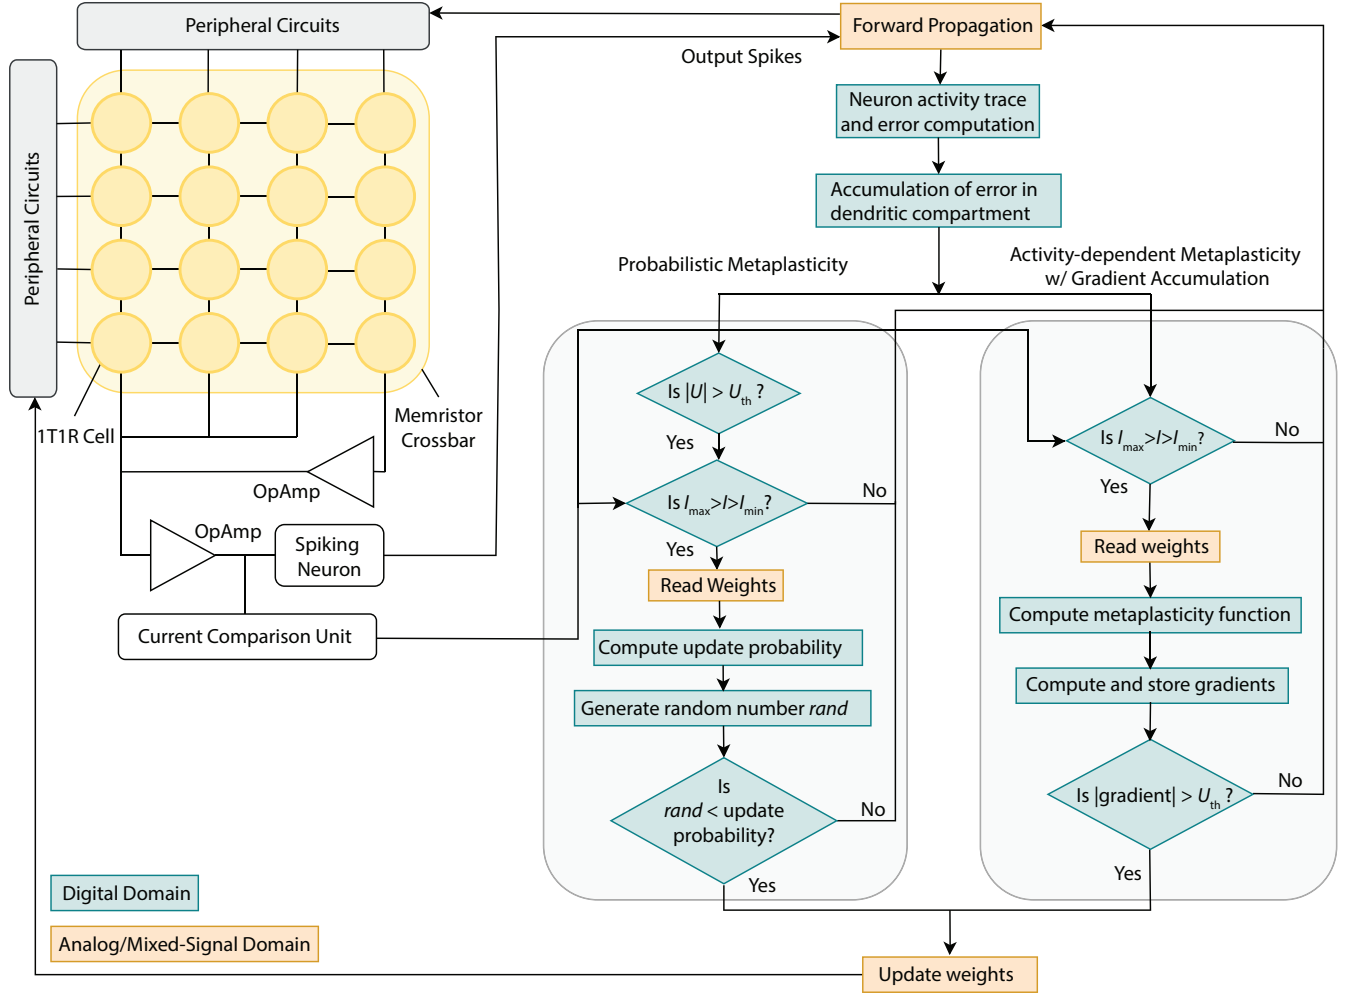 Peripheral Circuits
Forward Propagation
Output Spikes
Neuron activity trace
and error computation
Peripheral Circuits
Accumulation of error in
dendritic compartment
Probabilistic Metaplasticity
Activity-dependent Metaplasticity
w/ Gradient Accumulation
Is |U| > Uth ?
Yes
1T1R Cell
Memristor
Crossbar
Is Imax>I>Imin?
No
Yes
OpAmp
Is Imax>I>Imin?
No
Yes
OpAmp
Spiking
Neuron
Read Weights
Read weights
Current Comparison Unit
Compute update probability
Compute metaplasticity function
Generate random number rand
Compute and store gradients
Is
rand < update
probability?
No
Yes
Is |gradient| > Uth ?
No
Yes
Digital Domain
Analog/Mixed-Signal Domain
Update weights